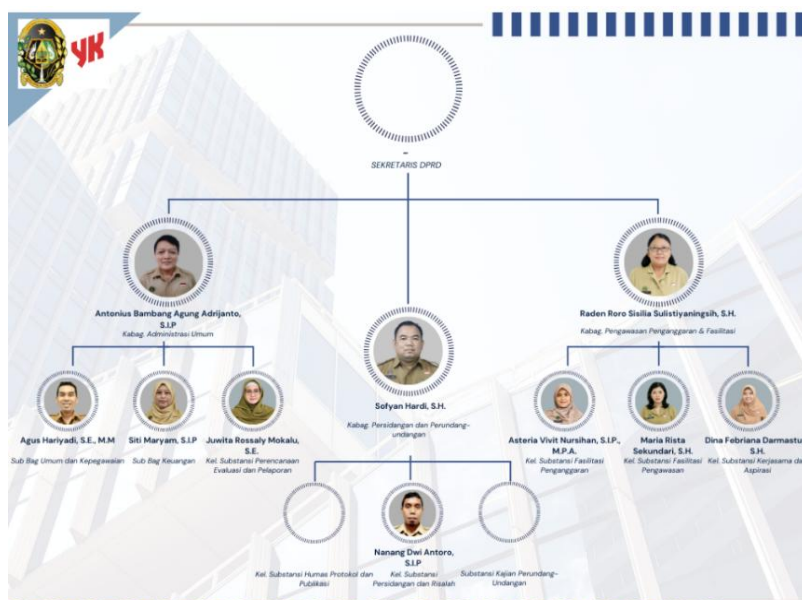 YK
-
SEKRETARIS DPRD
Antonius Bambang Agung Adrijanto,
S.I.P
Kabag. Administrasi Umum
Raden Roro Sisilia Sulistiyaningsih, S.H.
Kabag. Pengawasan Penganggaran & Fasilitasi
Sofyan Hardi, S.H.
Kabag. Persidangan dan Perundang-
undangan
Agus Hariyadi, S.E., M.M
Sub Bag Umum dan Kepegawaian
Siti Maryam, S.I.P
Sub Bag Keuangan
Juwita Rossaly Mokalu,
S.E.
Kel. Substansi Perencanaan
Evaluasi dan Pelaporan
Asteria Vivit Nursihan, S.I.P.,
M.P.A.
Kel. Substansi Fasilitasi
Penganggaran
Maria Rista
Sekundari, S.H.
Kel. Substansi Fasilitasi
Pengawasan
Dina Febriana Darmastu
S.H.
Kel. Substansi Kerjasama da
Aspirasi
Kel. Substansi Humas Protokol dan
Publikasi
Nanang Dwi Antoro,
S.I.P
Kel. Substansi
Persidangan dan Risalah
Substansi Kajian Perundang-
Undangan